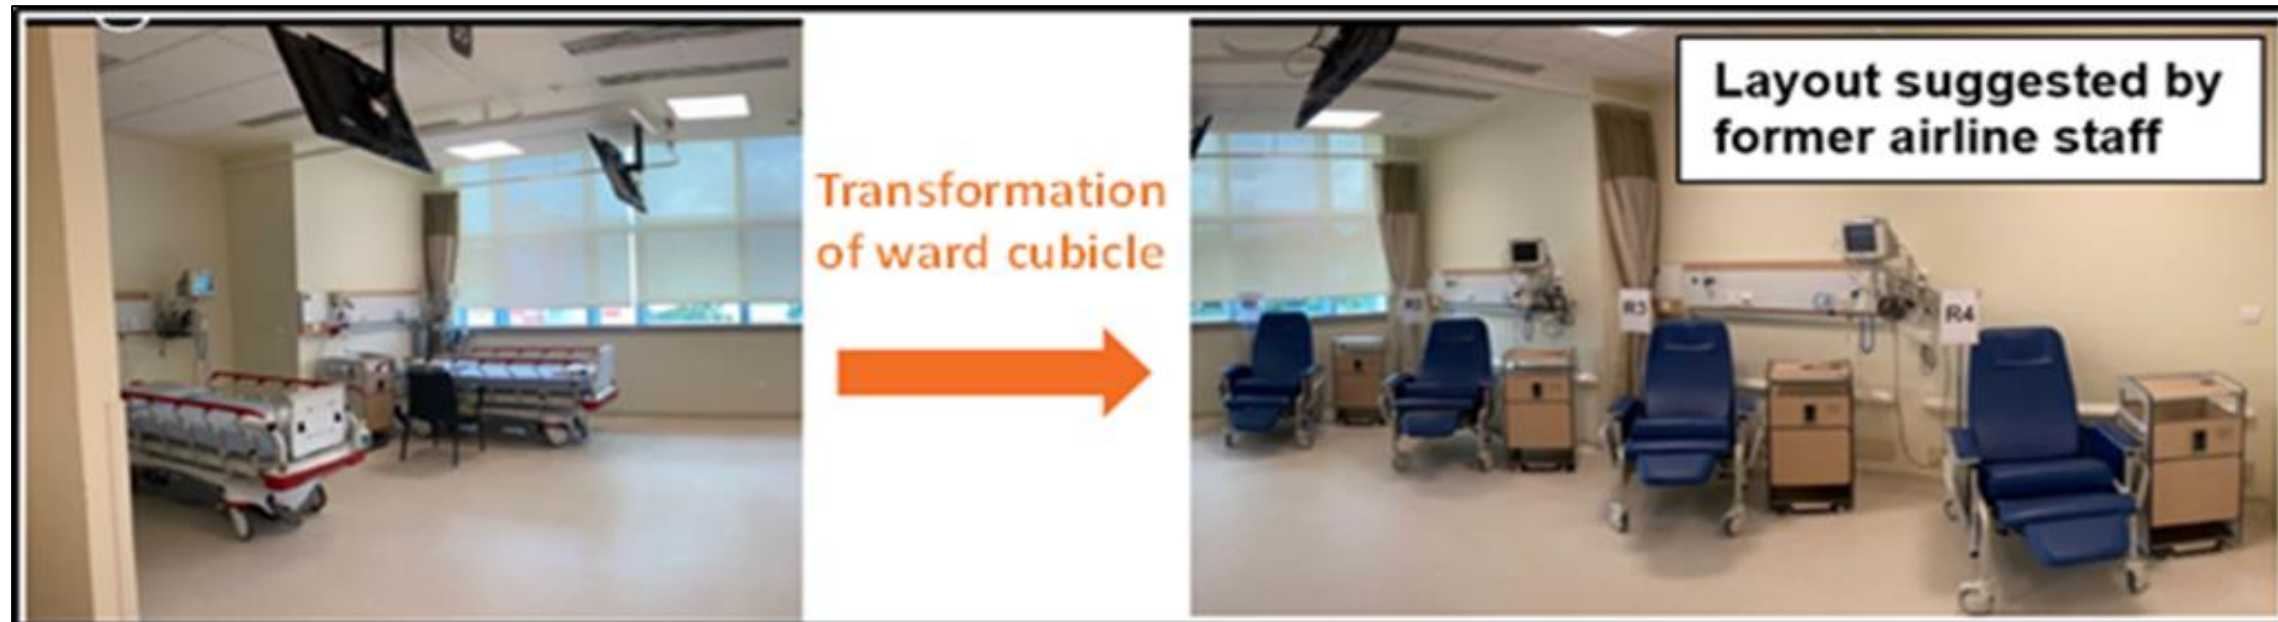 Transformation
of ward cubicle
Layout suggested by
former airline staff
R3
R4